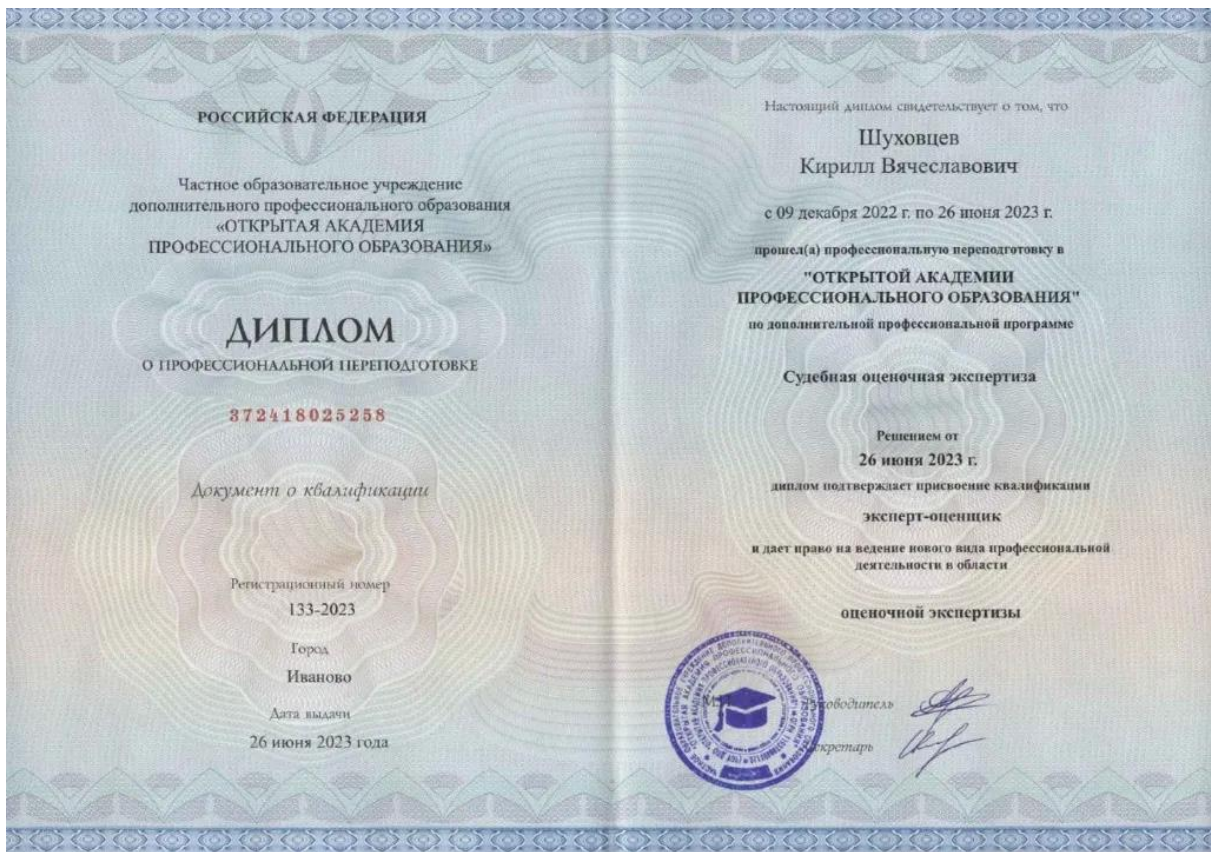 РОССИЙСКАЯ ФЕДЕРАЦИЯ
Частное образовательное учреждение
дополнительного профессионального образования
«ОТКРЫТАЯ АКАДЕМИЯ
ПРОФЕССИОНАЛЬНОГО ОБРАЗОВАНИЯ»
ДИПЛОМ
О ПРОФЕССИОНАЛЬНОЙ ПЕРЕПОДГОТОВКЕ
372418025258
Документ о квалификации
Регистрационный номер
133-2023
Город
Иваново
Дата выдачи
26 июня 2023 года
Настоящий диплом свидетельствует о том, что
Шуховцев
Кирилл Вячеславович
с 09 декабря 2022 г. по 26 июня 2023 г.
прошел(а) профессиональную переподготовку в
"ОТКРЫТОЙ АКАДЕМИИ
ПРОФЕССИОНАЛЬНОГО ОБРАЗОВАНИЯ"
по дополнительной профессиональной программе
Судебная оценочная экспертиза
Решением от
26 июня 2023 г.
диплом подтверждает присвоение квалификации
эксперт-оценщик
и дает право на ведение нового вида профессиональной
деятельности в области
оценочной экспертизы
Руководитель
Секретарь